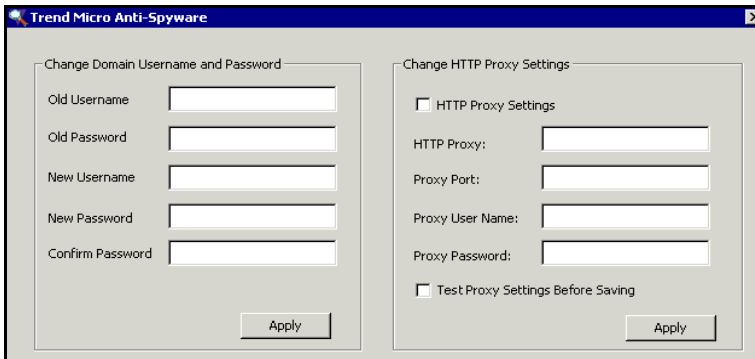 Trend Micro Anti-Spyware
Change Domain Username and Password
Old Username
Old Password
New Username
New Password
Confirm Password
Apply
Change HTTP Proxy Settings
HTTP Proxy Settings
HTTP Proxy:
Proxy Port:
Proxy User Name:
Proxy Password:
Test Proxy Settings Before Saving
Apply